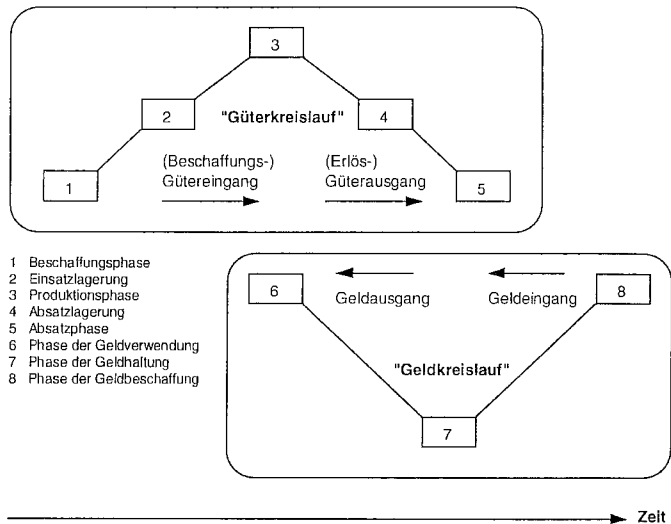 3
2
"Güterkreislauf"
4
(Beschaffungs-)
Gütereingang
(Erlös-)
Güterausgang
1
5
1 Beschaffungsphase
2 Einsatzlagerung
3 Produktionsphase
4 Absatzlagerung
5 Absatzphase
6 Phase der Geldverwendung
7 Phase der Geldhaltung
8 Phase der Geldbeschaffung
6
Geldausgang
Geldeingang
8
"Geldkreislauf"
7
Zeit